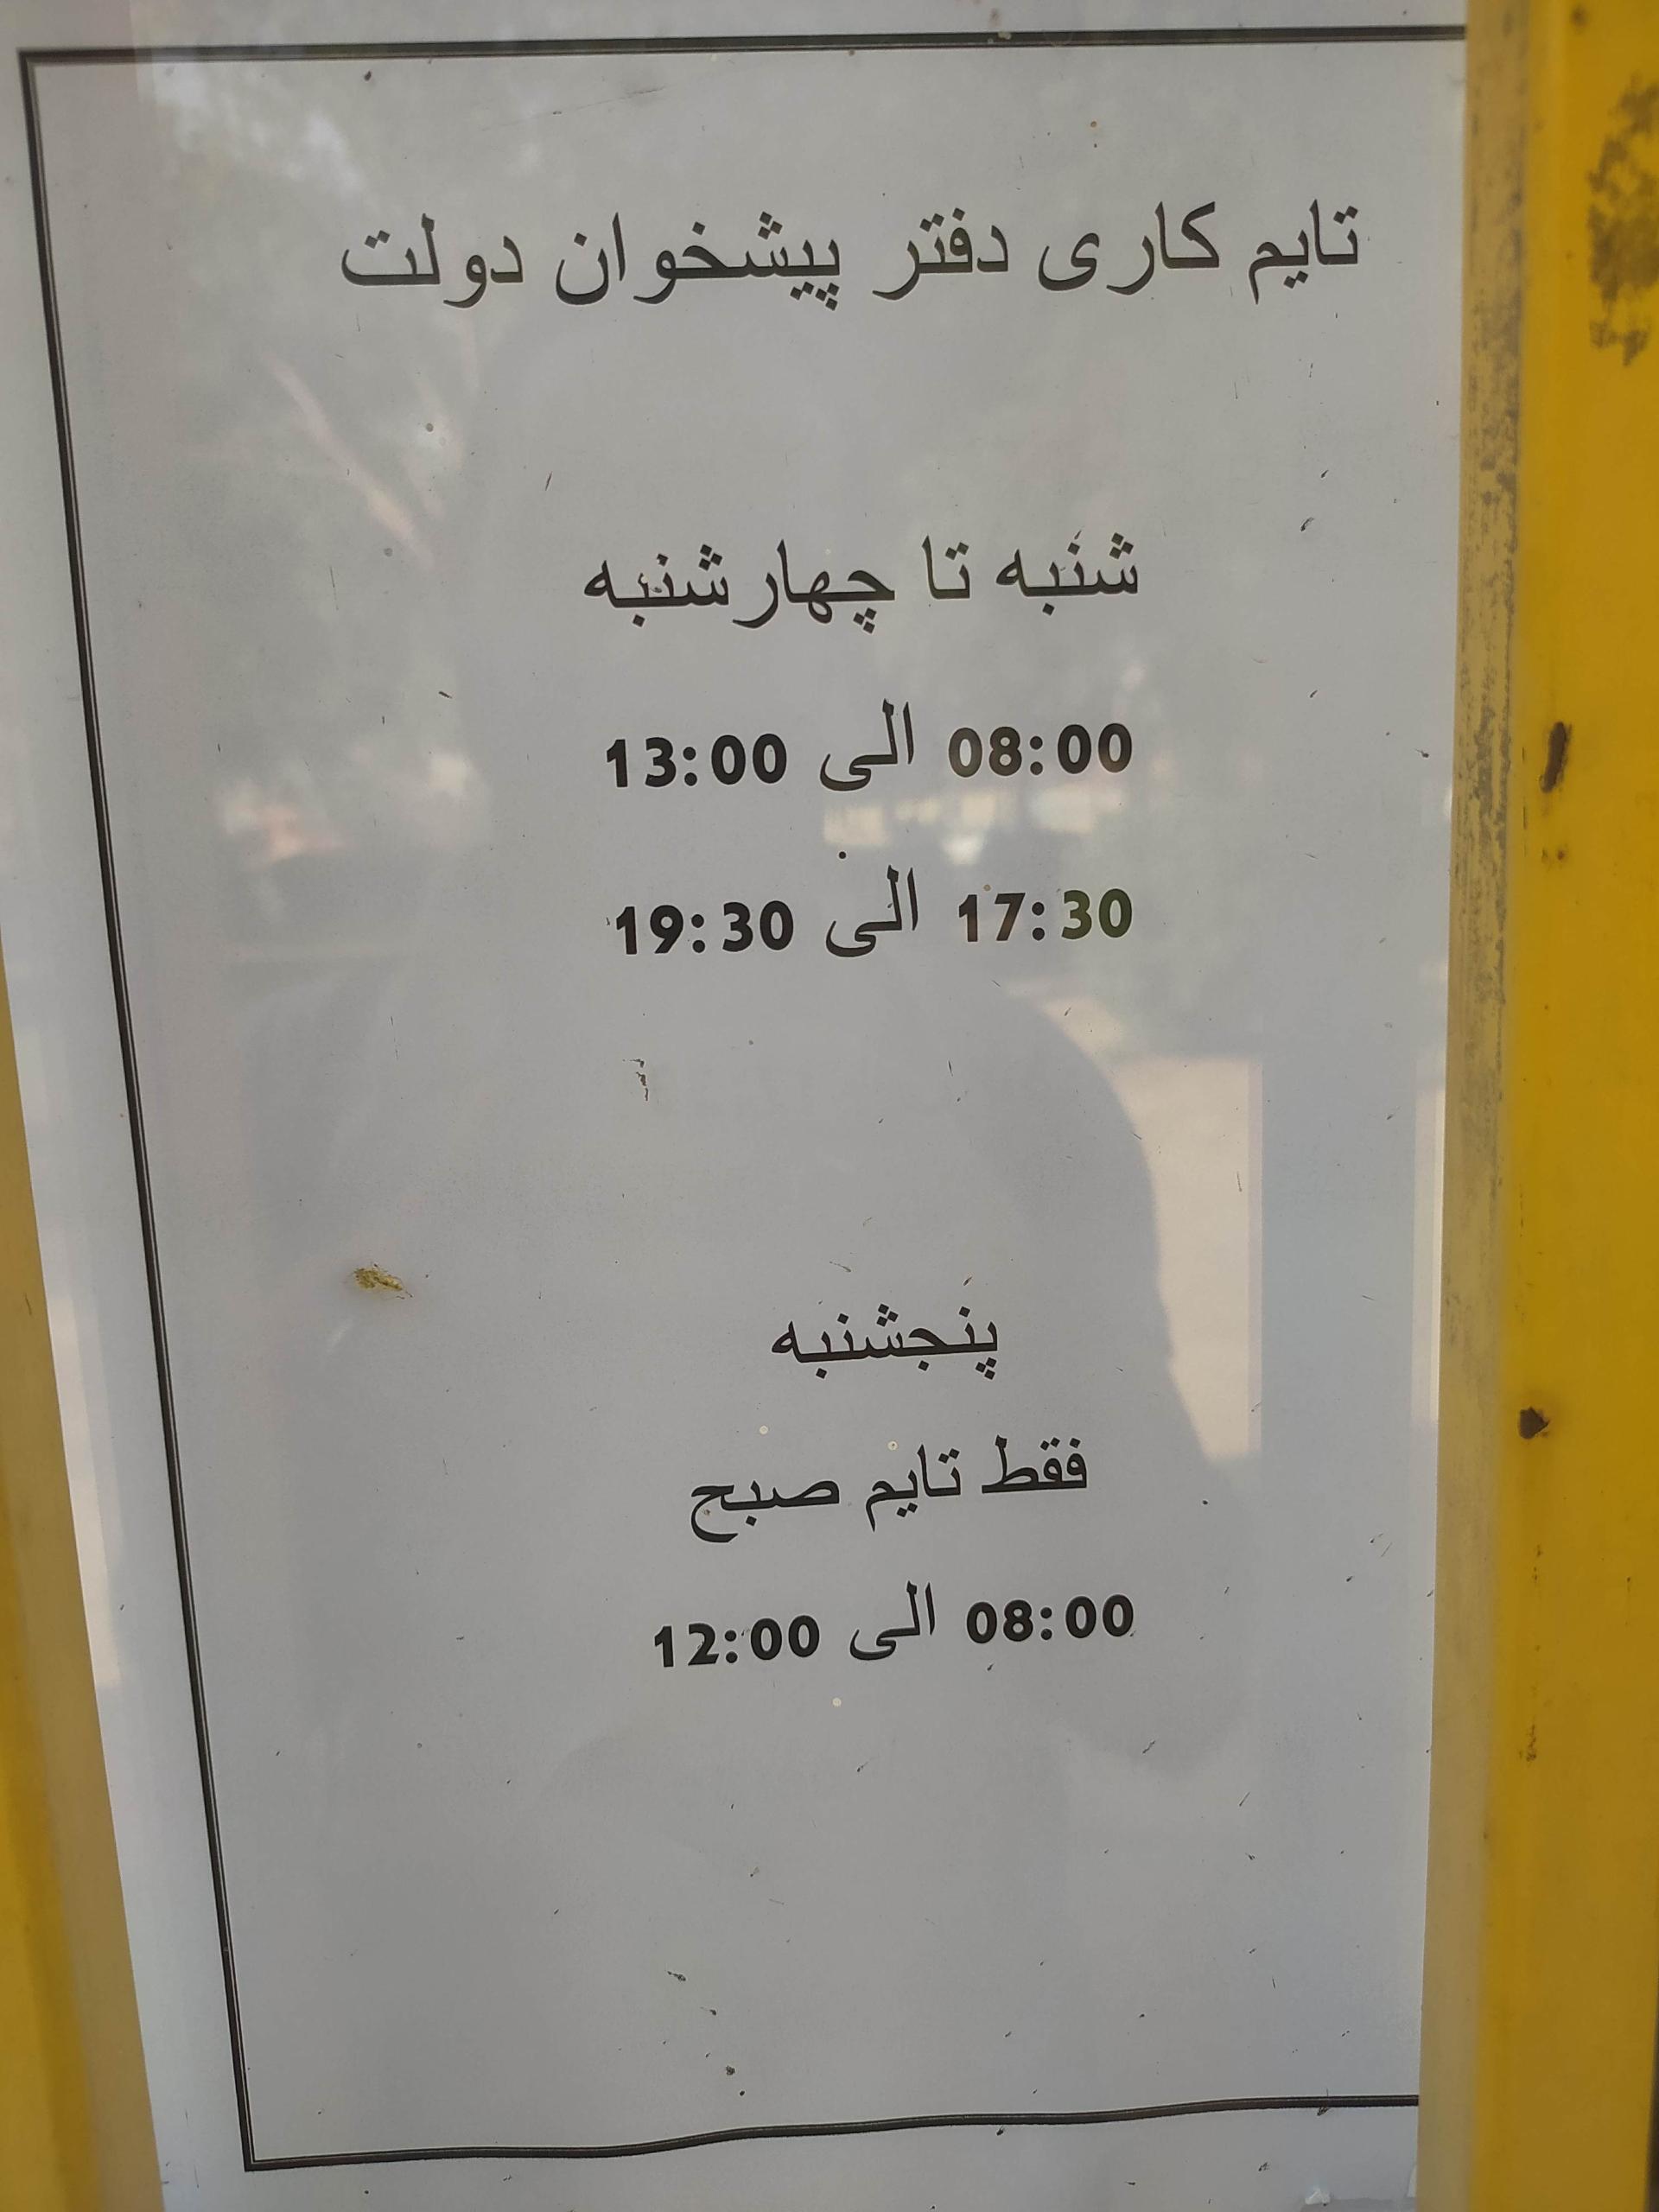 تایم کاری دفتر پیشخوان دولت
شنبه تا چهارشنبه
08:00 الی 13:00
17:30 الی 19:30
پنجشنبه
فقط تایم صبح
08:00 الی 12:00